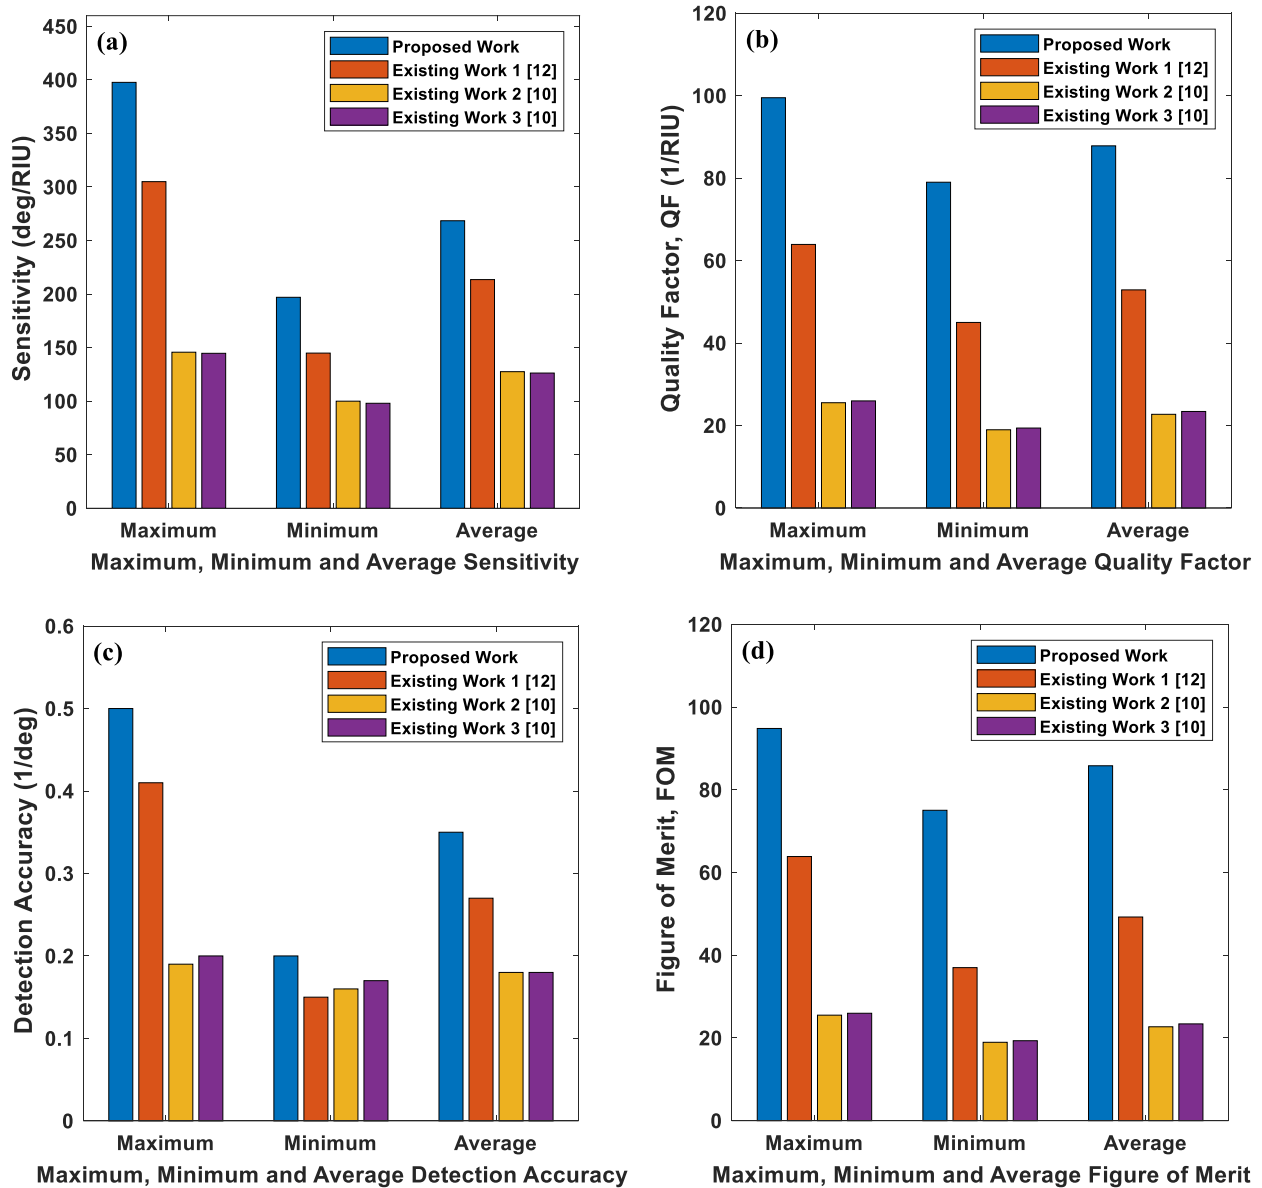 (a)
450
400
350
300
250
200
150
100
50
0
Sensitivity (deg/RIU)
Proposed Work
Existing Work 1 [12]
Existing Work 2 [10]
Existing Work 3 [10]
Maximum Minimum Average
Maximum, Minimum and Average Sensitivity
(b)
120
100
80
60
40
20
0
Quality Factor, QF (1/RIU)
Proposed Work
Existing Work 1 [12]
Existing Work 2 [10]
Existing Work 3 [10]
Maximum Minimum Average
Maximum, Minimum and Average Quality Factor
(c)
0.6
0.5
0.4
0.3
0.2
0.1
0
Detection Accuracy (1/deg)
Proposed Work
Existing Work 1 [12]
Existing Work 2 [10]
Existing Work 3 [10]
Maximum Minimum Average
Maximum, Minimum and Average Detection Accuracy
(d)
120
100
80
60
40
20
0
Figure of Merit, FOM
Proposed Work
Existing Work 1 [12]
Existing Work 2 [10]
Existing Work 3 [10]
Maximum Minimum Average
Maximum, Minimum and Average Figure of Merit